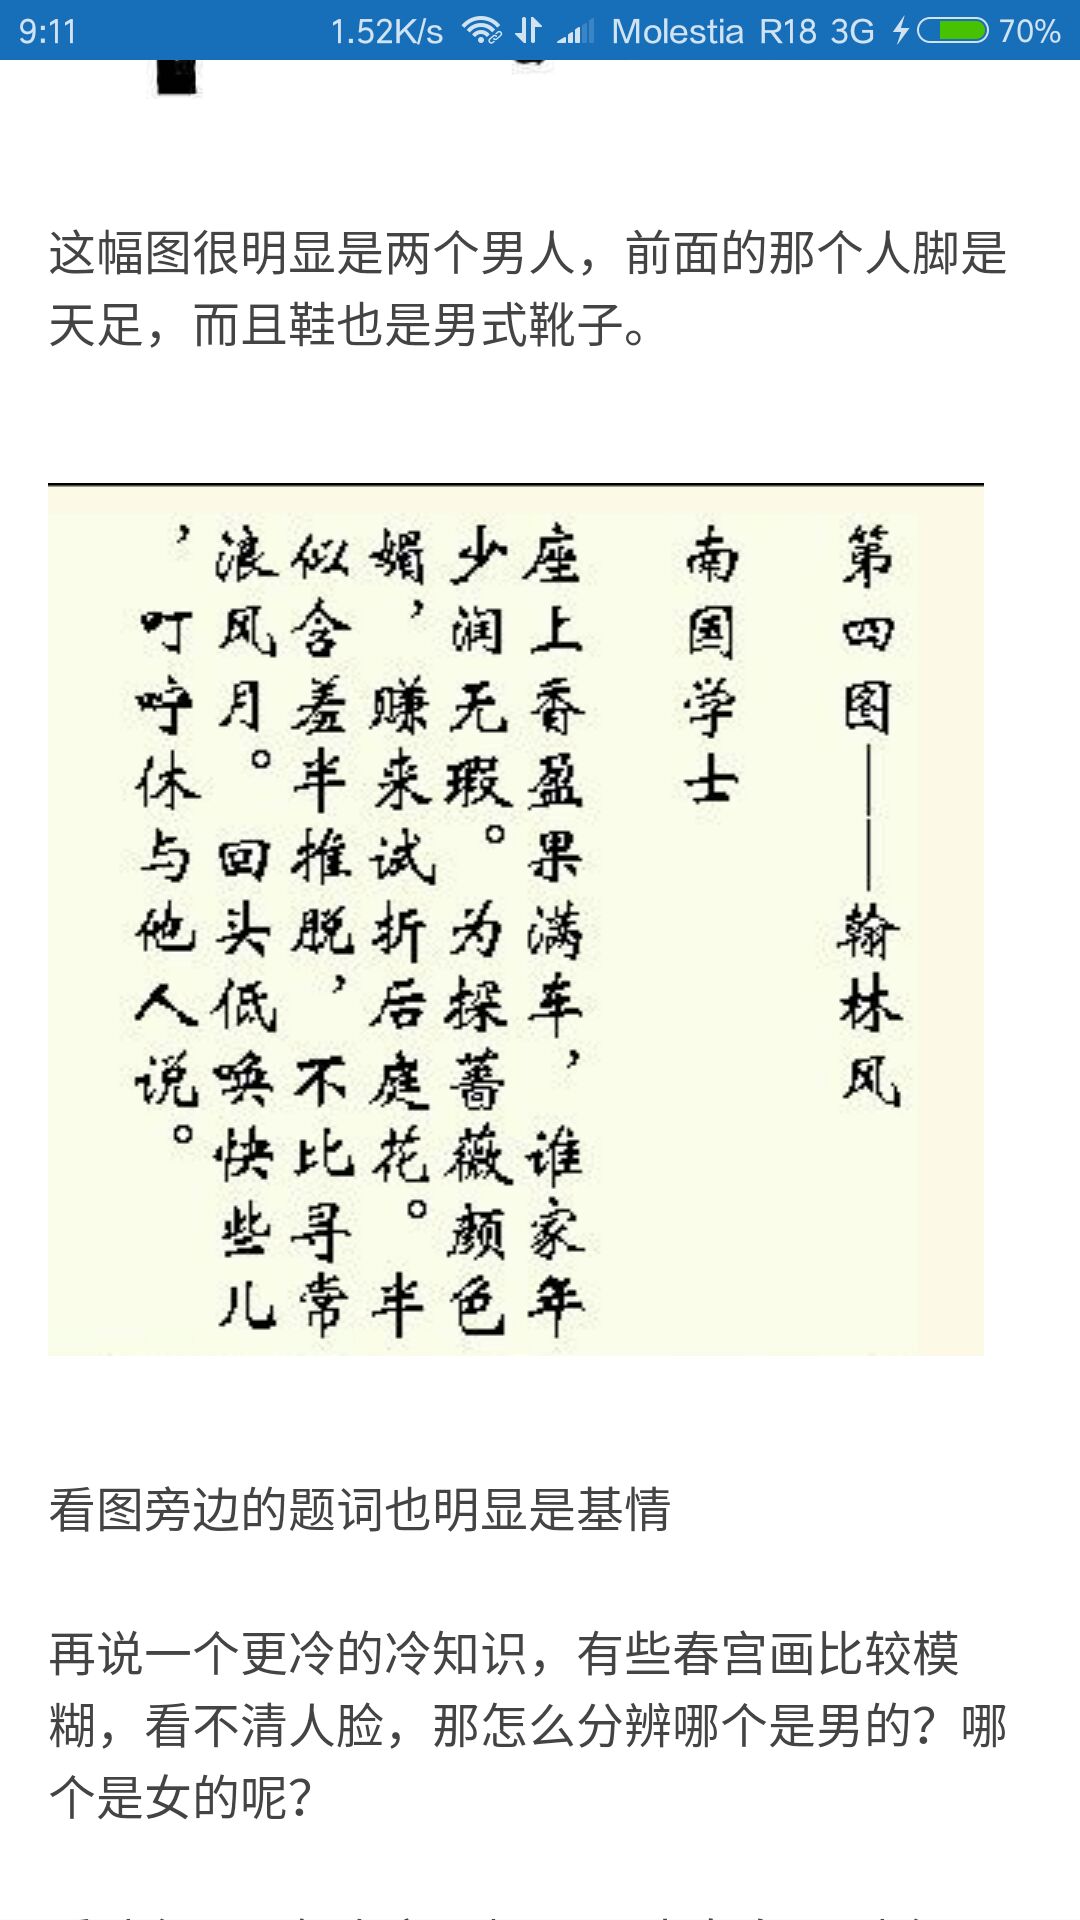 9:11 1.52K/s Molestia R18 3G 70%
这幅图很明显是两个男人，前面的那个人脚是
天足，而且鞋也是男式靴子。
第四图——翰林风
南国学士
座上香盈果满车，谁家年
少润无瑕。为探蔷薇颜色
媚，赚来试折后庭花。半
似含羞半推脱，不比寻常
浪风月。回头低唤快些儿
，叮咛休与他人说。
看图旁边的题词也明显是基情
再说一个更冷的冷知识，有些春宫画比较模
糊，看不清人脸，那怎么分辨哪个是男的？哪
个是女的呢？